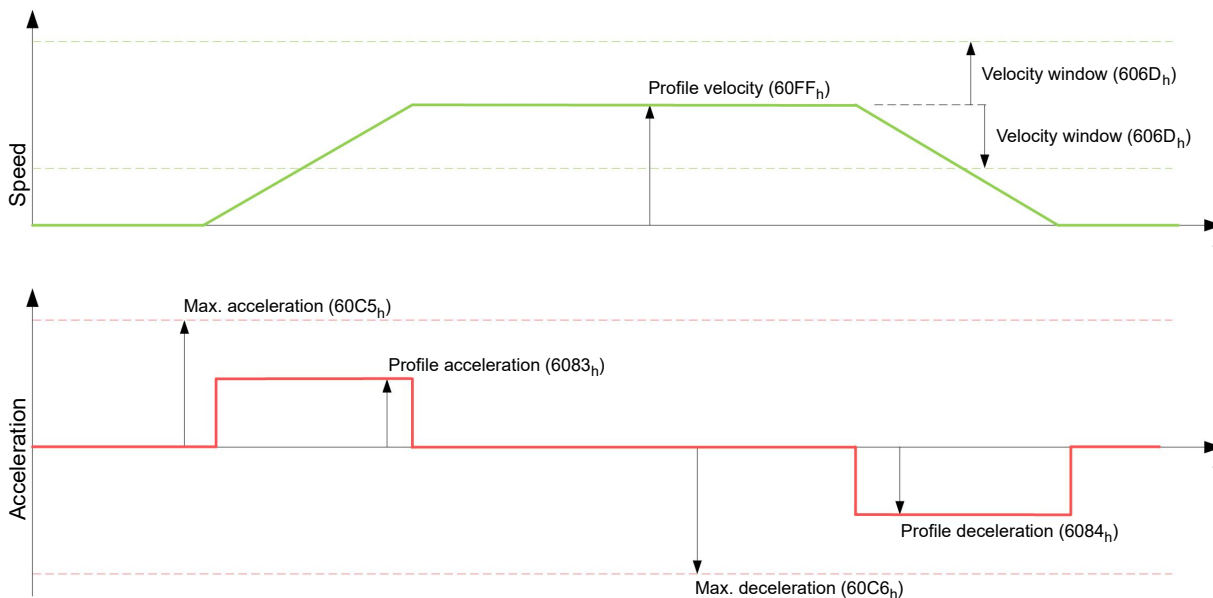 Velocity window (606Dh)
Profile velocity (60FFh)
Velocity window (606Dh)
Speed
Max. acceleration (60C5h)
Profile acceleration (6083h)
Acceleration
Profile deceleration (6084h)
Max. deceleration (60C6h)